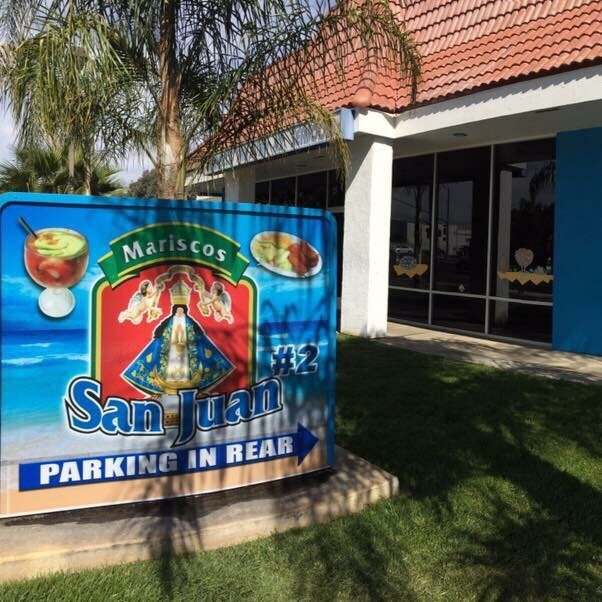 Mariscos
San Juan
#2
PARKING IN REAR